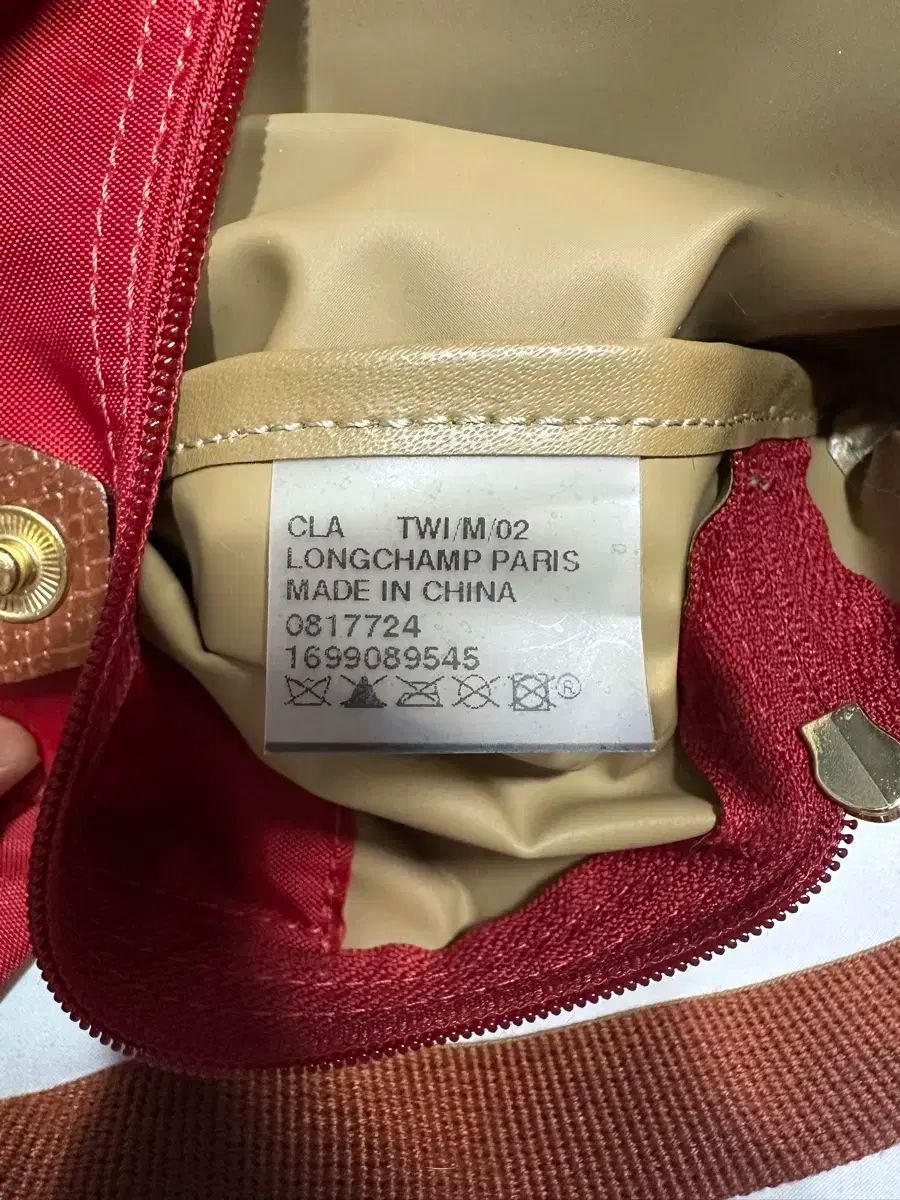 CLA TWI/M/02
LONGCHAMP PARIS
MADE IN CHINA
0817724
1699089545
®